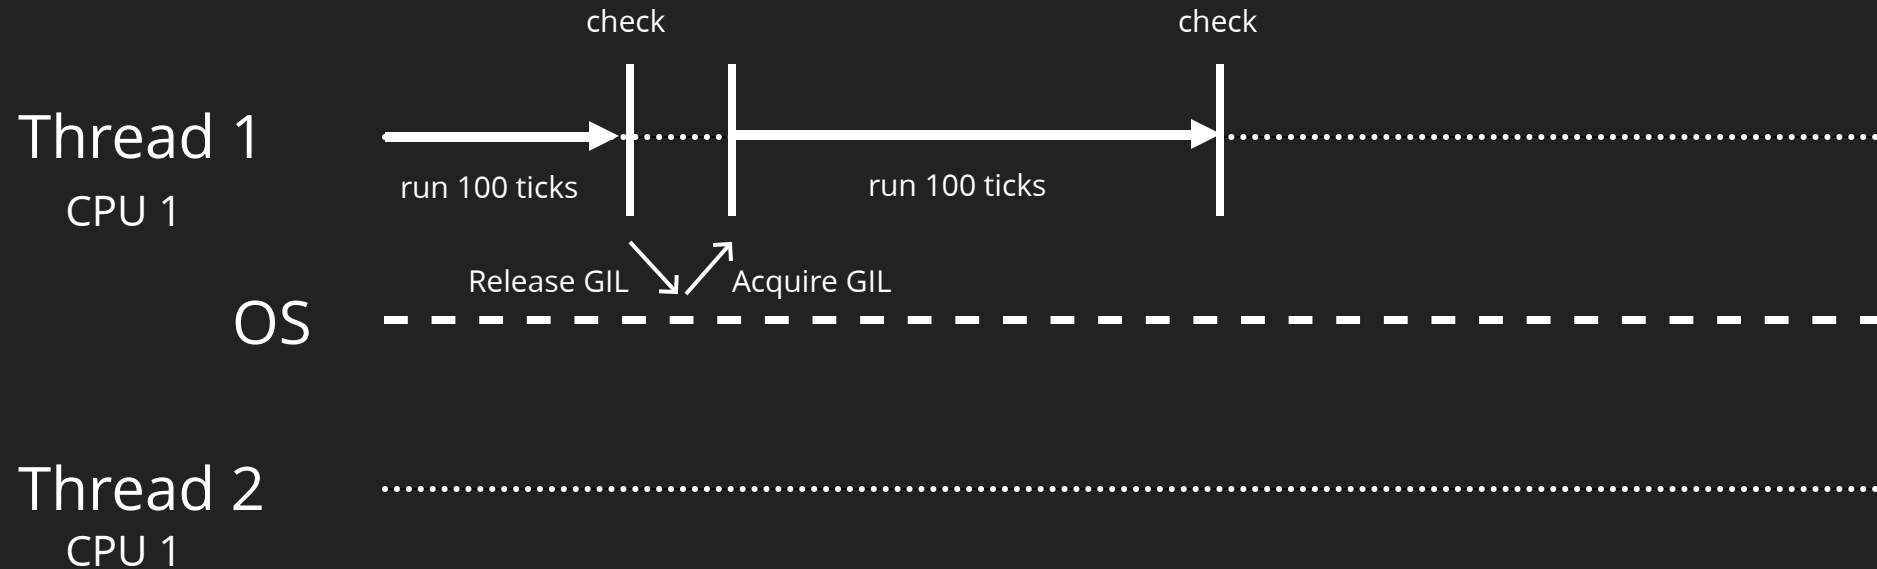 check
check
Thread 1
CPU 1
run 100 ticks
run 100 ticks
Release GIL
Acquire GIL
OS
Thread 2
CPU 1